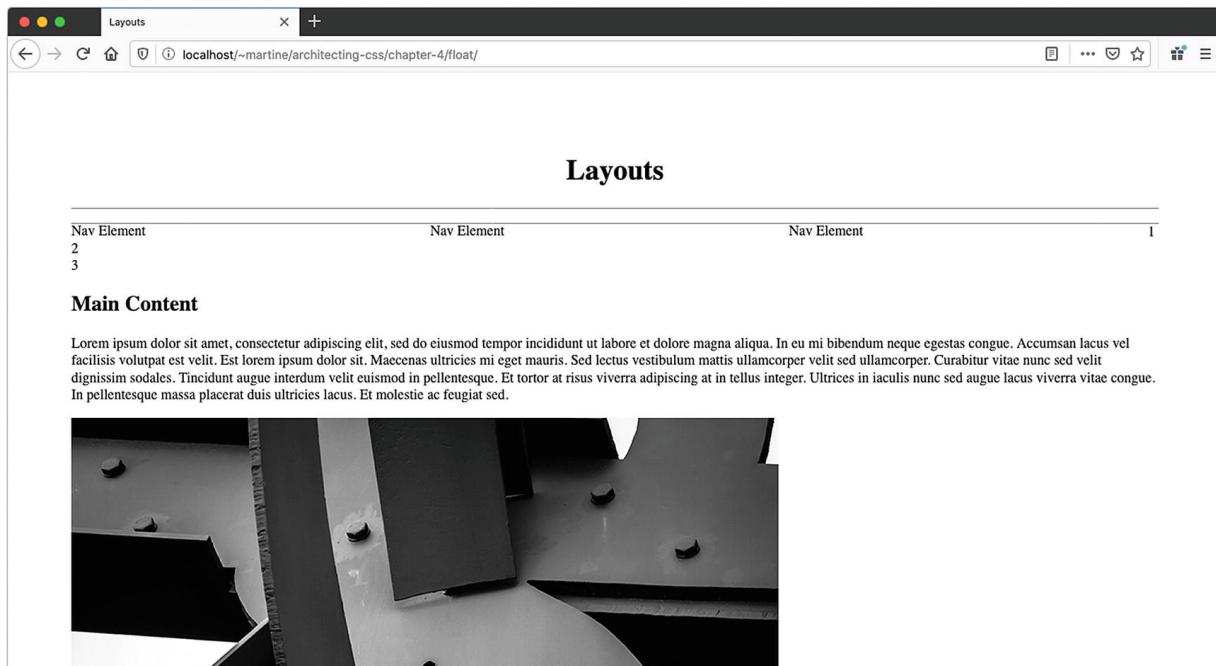 Layouts
localhost/~martine/architecting-css/chapter-4/float/
Layouts
Nav Element Nav Element Nav Element 1
2
3
Main Content
Lorem ipsum dolor sit amet, consectetur adipiscing elit, sed do eiusmod tempor incididunt ut labore et dolore magna aliqua. In eu mi bibendum neque egestas congue. Accumsan lacus vel
facilisis volutpat est velit. Est lorem ipsum dolor sit. Maecenas ultricies mi eget mauris. Sed lectus vestibulum mattis ullamcorper velit sed ullamcorper. Curabitur vitae nunc sed velit
dignissim sodales. Tincidunt augue interdum velit euismod in pellentesque. Et tortor at risus viverra adipiscing at in tellus integer. Ultrices in iaculis nunc sed augue lacus viverra vitae congue.
In pellentesque massa placerat duis ultricies lacus. Et molestie ac feugiat sed.